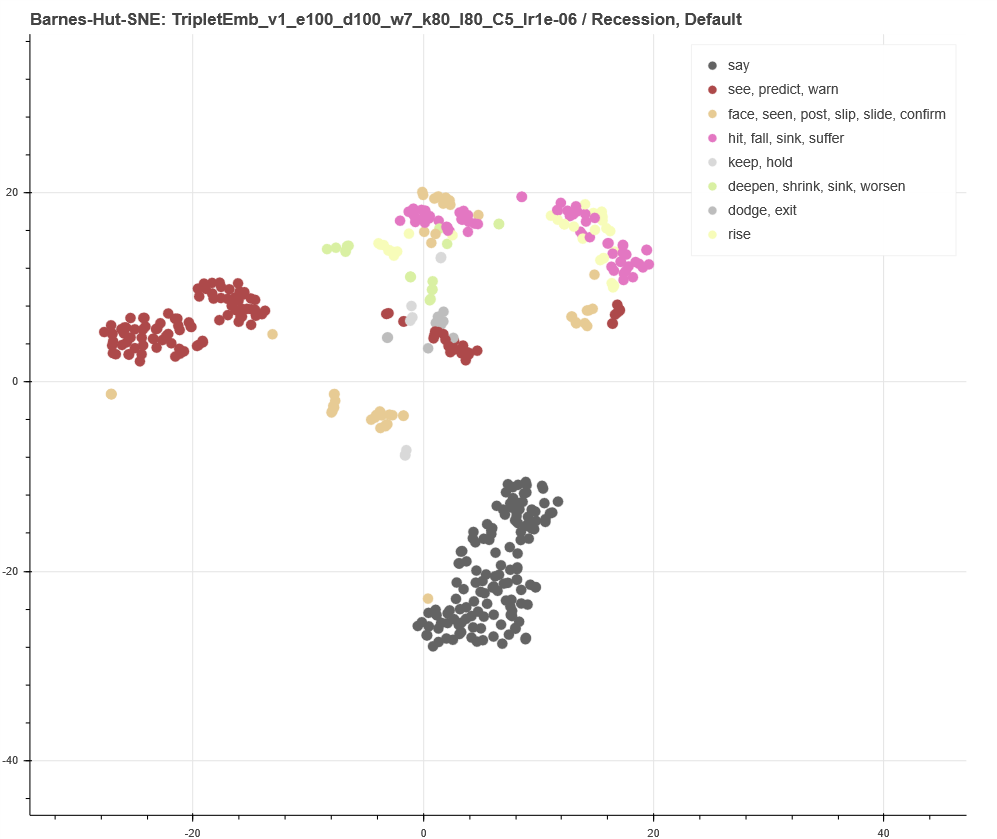 Barnes-Hut-SNE: TripletEmb_v1_e100_d100_w7_k80_l80_C5_lr1e-06 / Recession, Default
say
see, predict, warn
face, seen, post, slip, slide, confirm
hit, fall, sink, suffer
keep, hold
deepen, shrink, sink, worsen
dodge, exit
rise
20
0
-20
-40
-20
0
20
40